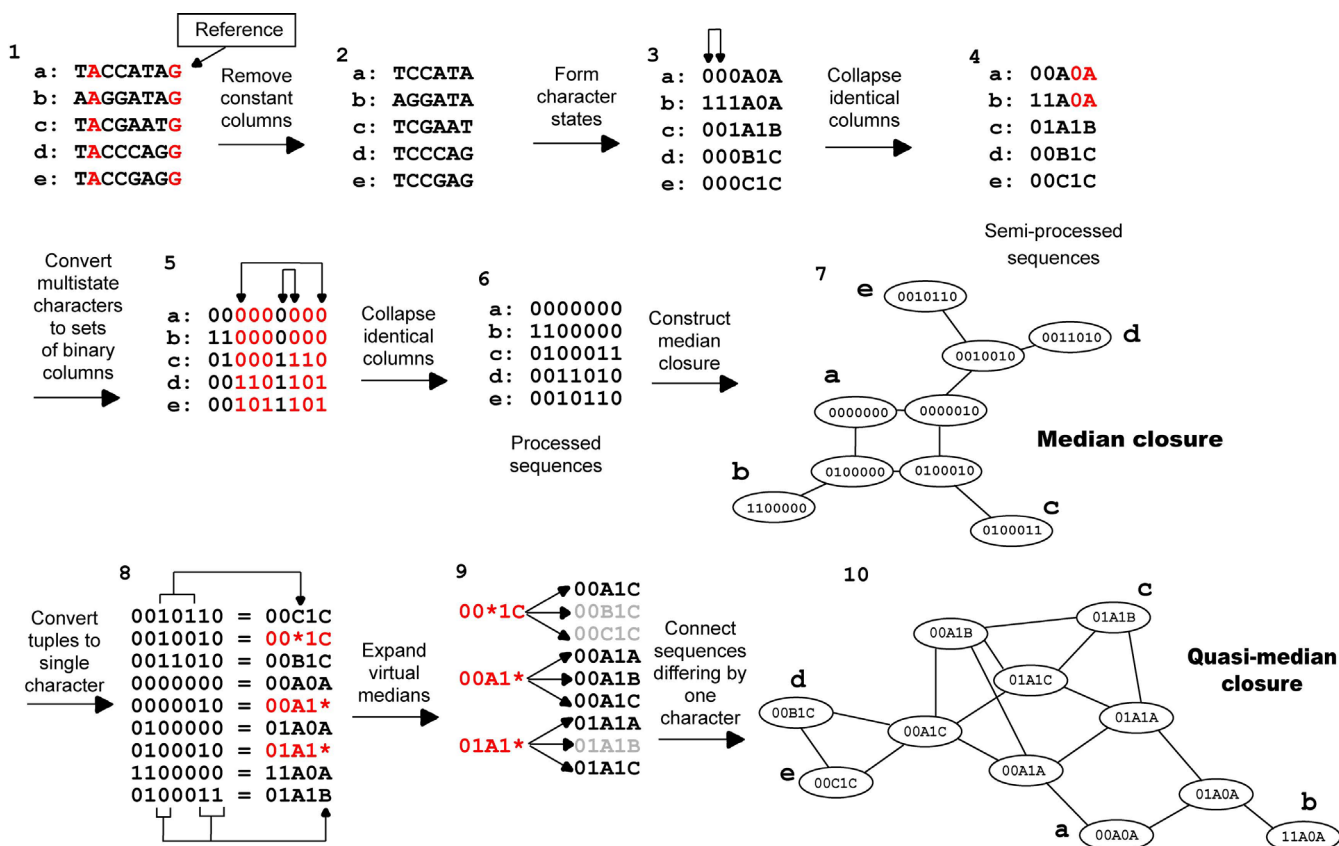 1
Reference
a: TACCATAG
b: AAGGATAG
c: TACGAATG
d: TACCCAGG
e: TACCGAGG
Remove
constant
columns
2
a: TCCATA
b: AGGATA
c: TCGAAT
d: TCCCAG
e: TCCGAG
Form
character
states
3
a: 000A0A
b: 111A0A
c: 001A1B
d: 000B1C
e: 000C1C
Collapse
identical
columns
4
a: 00A0A
b: 11A0A
c: 01A1B
d: 00B1C
e: 00C1C
Semi-processed
sequences
Convert
multistate
characters
to sets
of binary
columns
5
a: 000000000
b: 110000000
c: 010001110
d: 001101101
e: 001011101
Collapse
identical
columns
6
a: 0000000
b: 1100000
c: 0100011
d: 0011010
e: 0010110
Processed
sequences
Construct
median
closure
7
e
0010110
0011010
d
0010010
a
0000000
0000010
Median closure
b
0100000
0100010
1100000
c
0100011
Convert
tuples to
single
character
8
0010110 = 00C1C
0010010 = 00*1C
0011010 = 00B1C
0000000 = 00A0A
0000010 = 00A1*
0100000 = 01A0A
0100010 = 01A1*
1100000 = 11A0A
0100011 = 01A1B
Expand
virtual
medians
9
00*1C
00A1C
00B1C
00C1C
00A1*
00A1A
00A1B
00A1C
01A1*
01A1A
01A1B
01A1C
Connect
sequences
differing by
one
character
10
c
01A1B
00A1B
Quasi-median
closure
01A1C
d
00B1C
01A1A
00A1C
e
00C1C
00A1A
01A0A
b
a
00A0A
11A0A